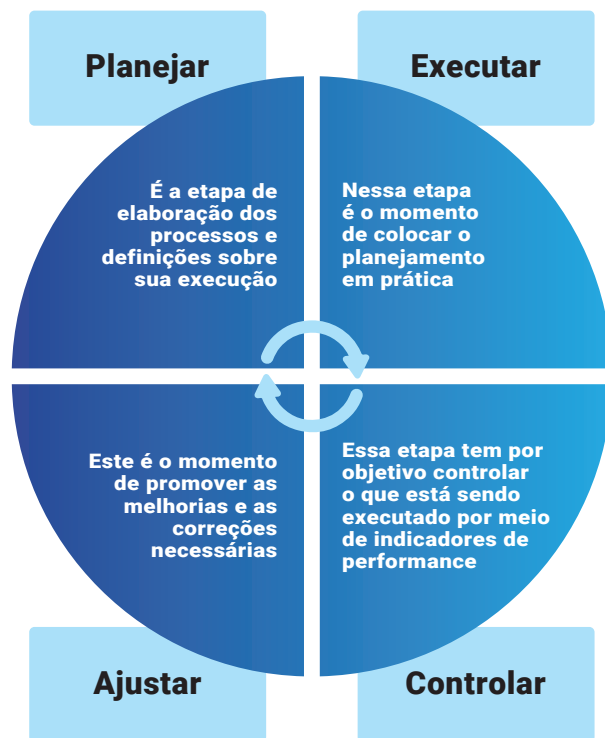 Planejar
Executar
É a etapa de
elaboração dos
processos e
definições sobre
sua execução
Nessa etapa
é o momento
de colocar o
planejamento
em prática
Este é o momento
de promover as
melhorias e as
correções
necessárias
Essa etapa tem por
objetivo controlar
o que está sendo
executado por meio
de indicadores de
performance
Ajustar
Controlar